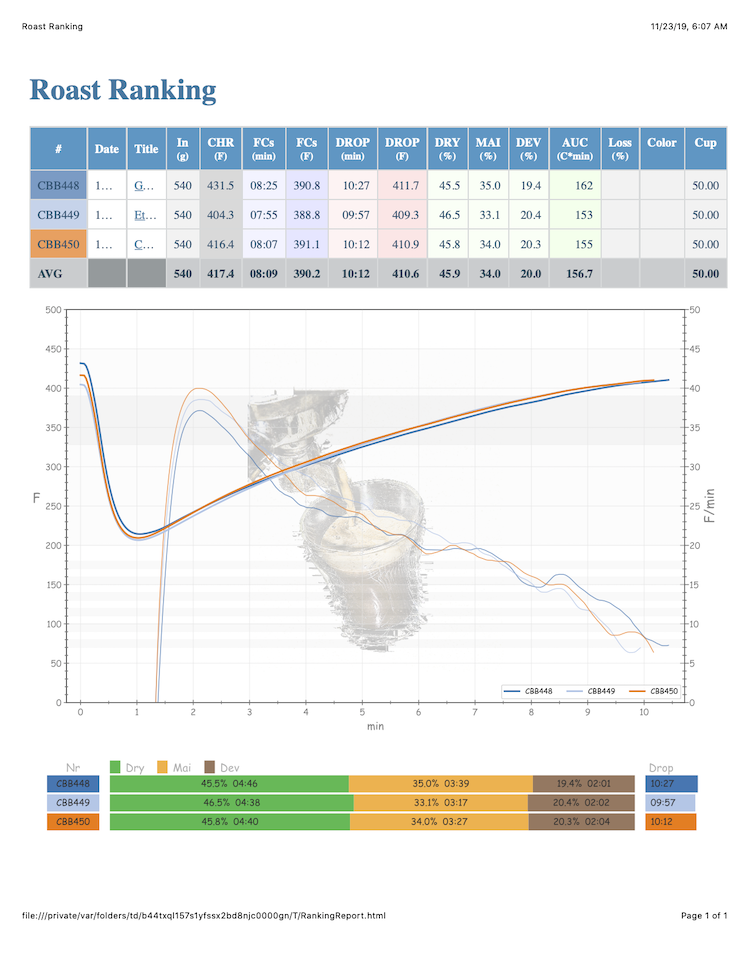 Roast Ranking 11/23/19, 6:07 AM
Roast Ranking
# Date Title In (g) CHR (F) FCs (min) FCs (F) DROP (min) DROP (F) DRY (%) MAI (%) DEV (%) AUC (C*min) Loss (%) Color Cup
CBB448 1… G… 540 431.5 08:25 390.8 10:27 411.7 45.5 35.0 19.4 162 50.00
CBB449 1… Et… 540 404.3 07:55 388.8 09:57 409.3 46.5 33.1 20.4 153 50.00
CBB450 1… C… 540 416.4 08:07 391.1 10:12 410.9 45.8 34.0 20.3 155 50.00
AVG 540 417.4 08:09 390.2 10:12 410.6 45.9 34.0 20.0 156.7 50.00
500 50
450 45
400 40
350 35
300 30
F F/min
250 25
200 20
150 15
100 10
50 5
CBB448 CBB449 CBB450
0 0
0 1 2 3 4 5 6 7 8 9 10
min
Nr Dry Mai Dev Drop
CBB448 45.5% 04:46 35.0% 03:39 19.4% 02:01 10:27
CBB449 46.5% 04:38 33.1% 03:17 20.4% 02:02 09:57
CBB450 45.8% 04:40 34.0% 03:27 20.3% 02:04 10:12
file:///private/var/folders/td/b44txql157s1yfssx2bd8njc0000gn/T/RankingReport.html Page 1 of 1